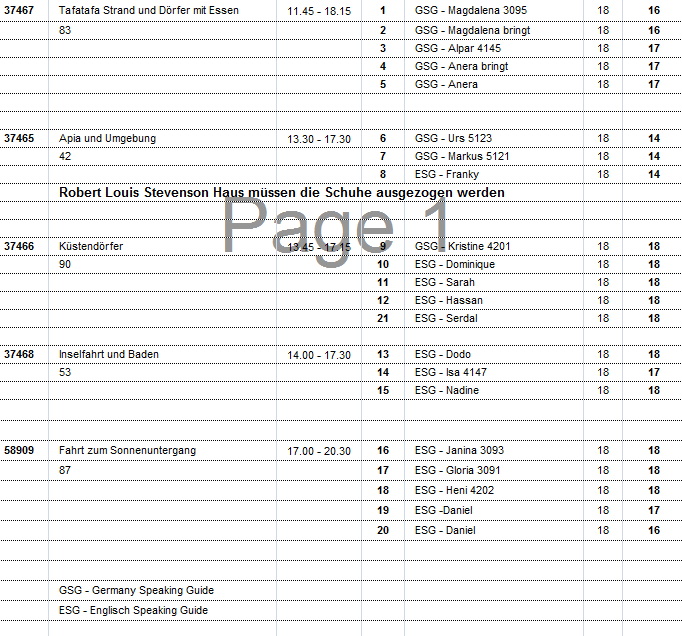 37467 Tafatafa Strand und Dörfer mit Essen 11.45 - 18.15 1 GSG - Magdalena 3095 18 16
83 2 GSG - Magdalena bringt 18 16
3 GSG - Alpar 4145 18 17
4 GSG - Anera bringt 18 17
5 GSG - Anera 18 17
37465 Apia und Umgebung 13.30 - 17.30 6 GSG - Urs 5123 18 14
42 7 GSG - Markus 5121 18 14
8 ESG - Franky 18 14
Robert Louis Stevenson Haus müssen die Schuhe ausgezogen werden
Page 1
37466 Küstendörfer 13.45 - 17.15 9 GSG - Kristine 4201 18 18
90 10 ESG - Dominique 18 18
11 ESG - Sarah 18 18
12 ESG - Hassan 18 18
21 ESG - Serdal 18 18
37468 Inselfahrt und Baden 14.00 - 17.30 13 ESG - Dodo 18 18
53 14 ESG - Isa 4147 18 17
15 ESG - Nadine 18 18
58909 Fahrt zum Sonnenuntergang 17.00 - 20.30 16 ESG - Janina 3093 18 18
87 17 ESG - Gloria 3091 18 18
18 ESG - Heni 4202 18 18
19 ESG -Daniel 18 17
20 ESG - Daniel 18 16
GSG - Germany Speaking Guide
ESG - Englisch Speaking Guide